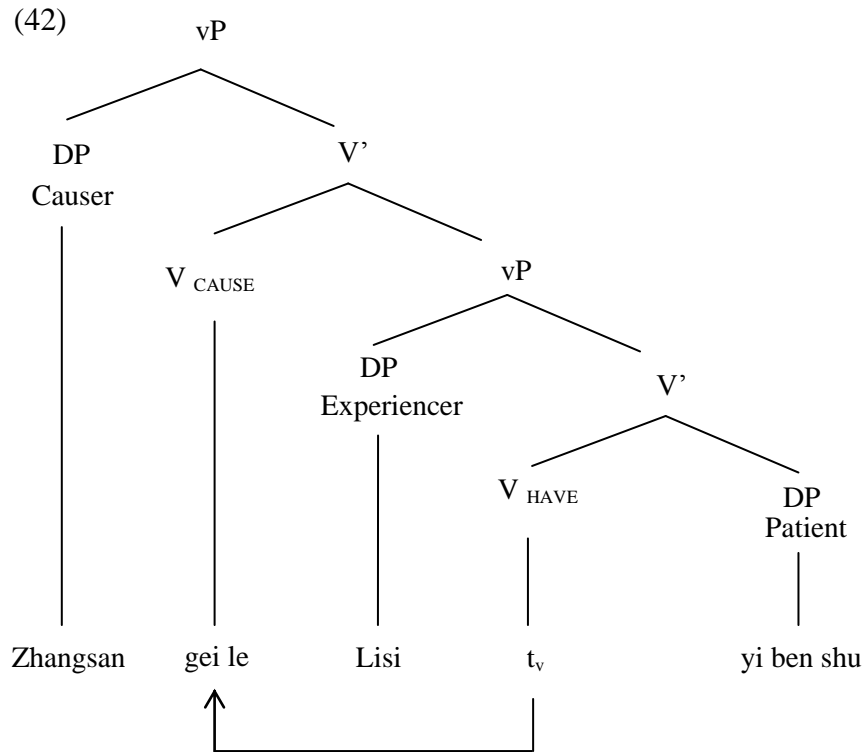 (42)
vP
DP V’
Causer
V CAUSE vP
DP V’
Experiencer
V HAVE DP
Patient
Zhangsan gei le Lisi tv yi ben shu